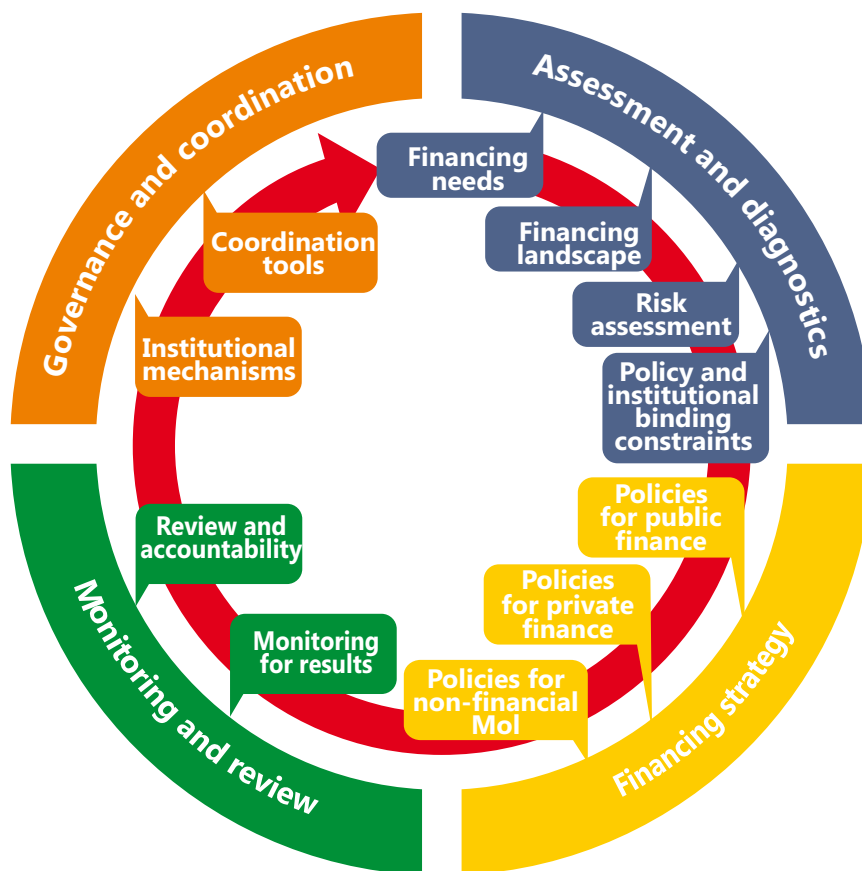 Governance and coordination
Assessment and diagnostics
Financing
needs
Financing
landscape
Risk
assessment
Policy and
institutional
binding
constraints
Coordination
tools
Institutional
mechanisms
Policies
for public
finance
Policies
for private
finance
Policies for
non-financial
MoI
Financing strategy
Review and
accountability
Monitoring
for results
Monitoring and review